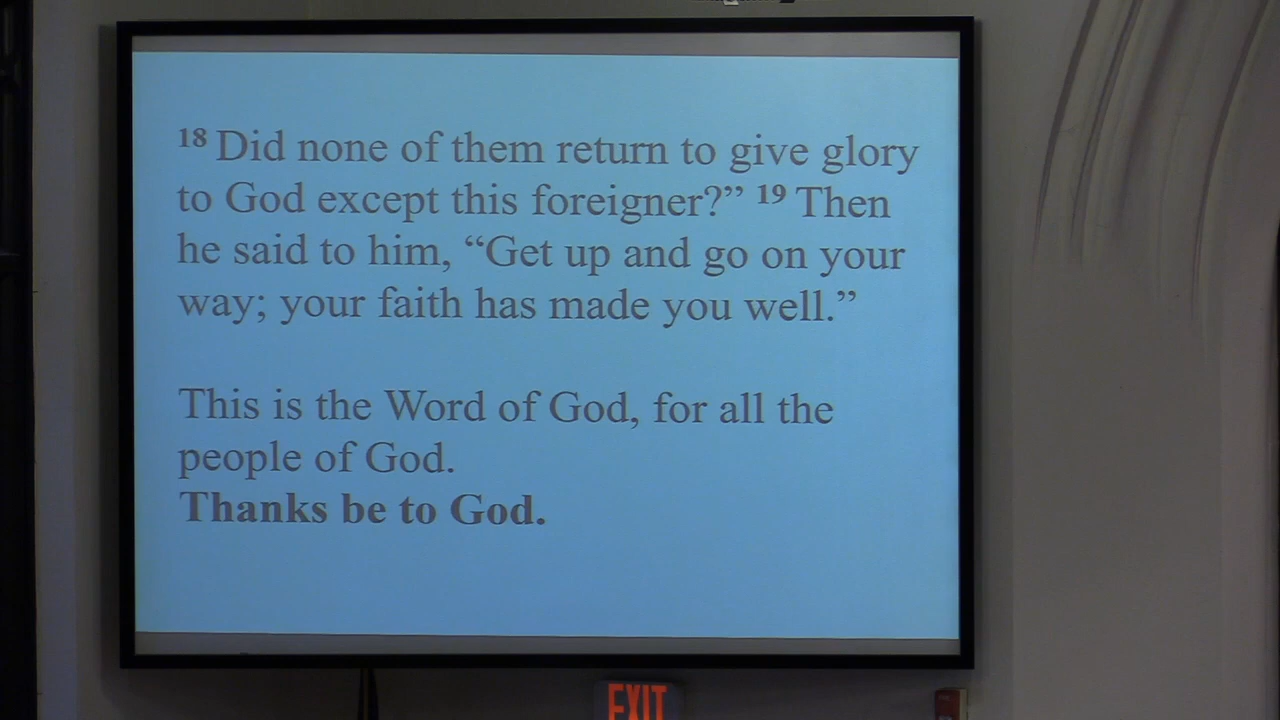 18 Did none of them return to give glory
to God except this foreigner?” 19 Then
he said to him, “Get up and go on your
way; your faith has made you well.”
This is the Word of God, for all the
people of God.
Thanks be to God.
EXIT